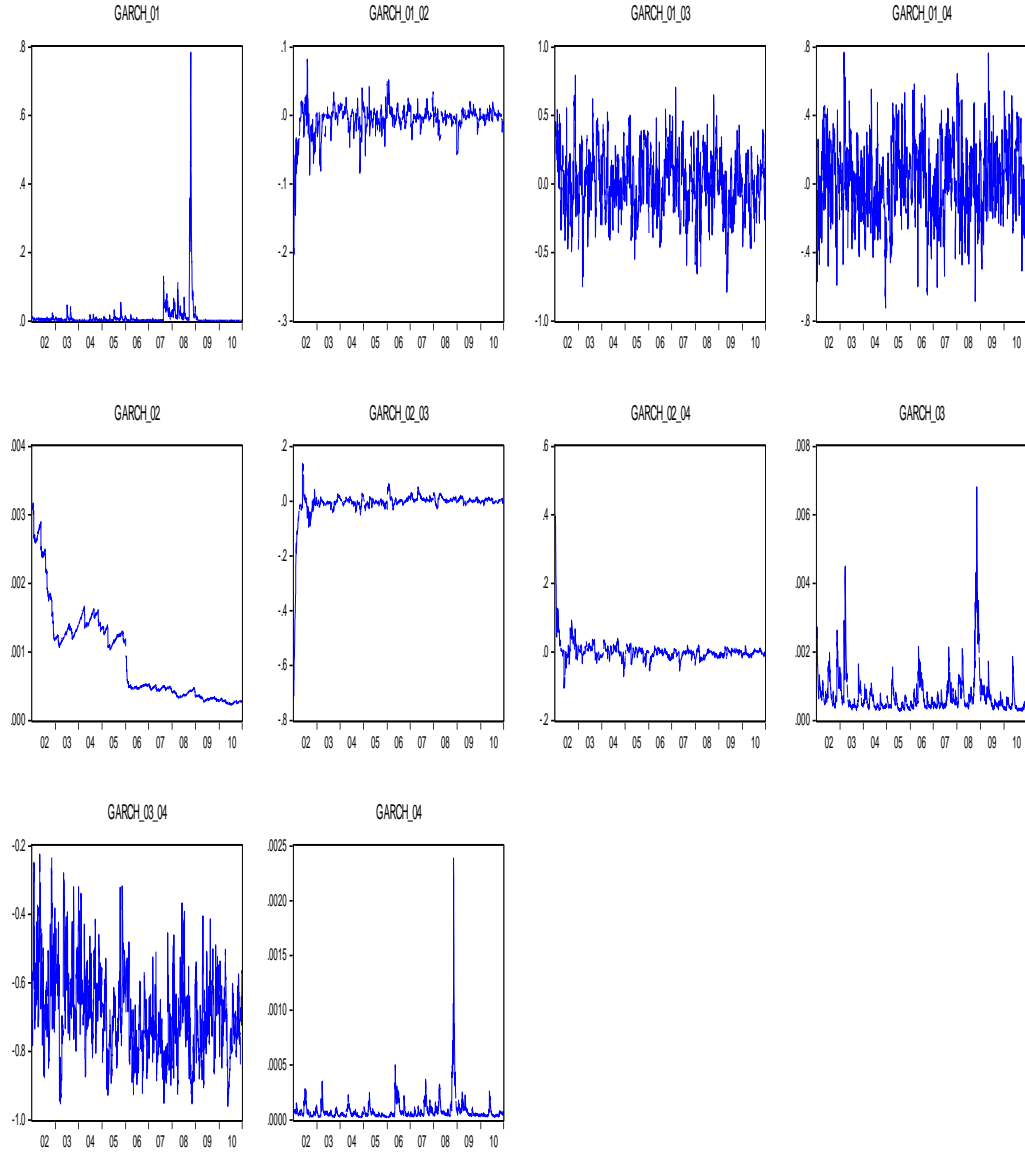 GARCH_01 GARCH_01_02 GARCH_01_03 GARCH_01_04
.8 .1 1.0 .8
.6 .0 0.5 .4
.4 -.1 0.0 .0
.2 -.2 -0.5 -.4
.0 -.3 -1.0 -.8
02 03 04 05 06 07 08 09 10 02 03 04 05 06 07 08 09 10 02 03 04 05 06 07 08 09 10 02 03 04 05 06 07 08 09 10
GARCH_02 GARCH_02_03 GARCH_02_04 GARCH_03
.004 .2 .6 .008
.003 .0 .4 .006
.002 -.2 .2 .004
.001 -.4 .0 .002
.000 -.6 -.2 .000
-.8
02 03 04 05 06 07 08 09 10 02 03 04 05 06 07 08 09 10 02 03 04 05 06 07 08 09 10 02 03 04 05 06 07 08 09 10
GARCH_03_04 GARCH_04
-0.2 .0025
-0.4 .0020
-0.6 .0015
-0.8 .0010
-1.0 .0005
.0000
02 03 04 05 06 07 08 09 10 02 03 04 05 06 07 08 09 10